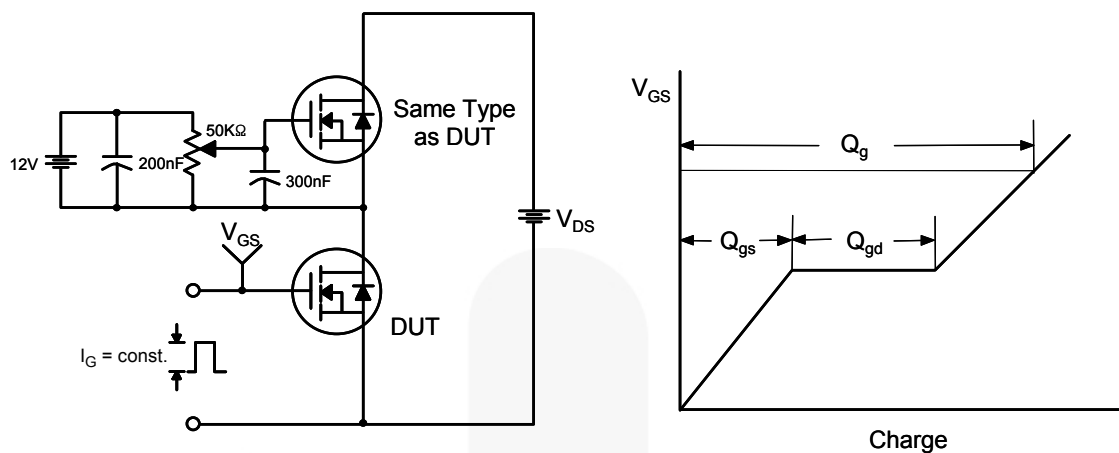 12V
200nF
50KΩ
300nF
Same Type
as DUT
V_GS
DUT
I_G = const.
V_DS
V_GS
Q_g
Q_gs
Q_gd
Charge